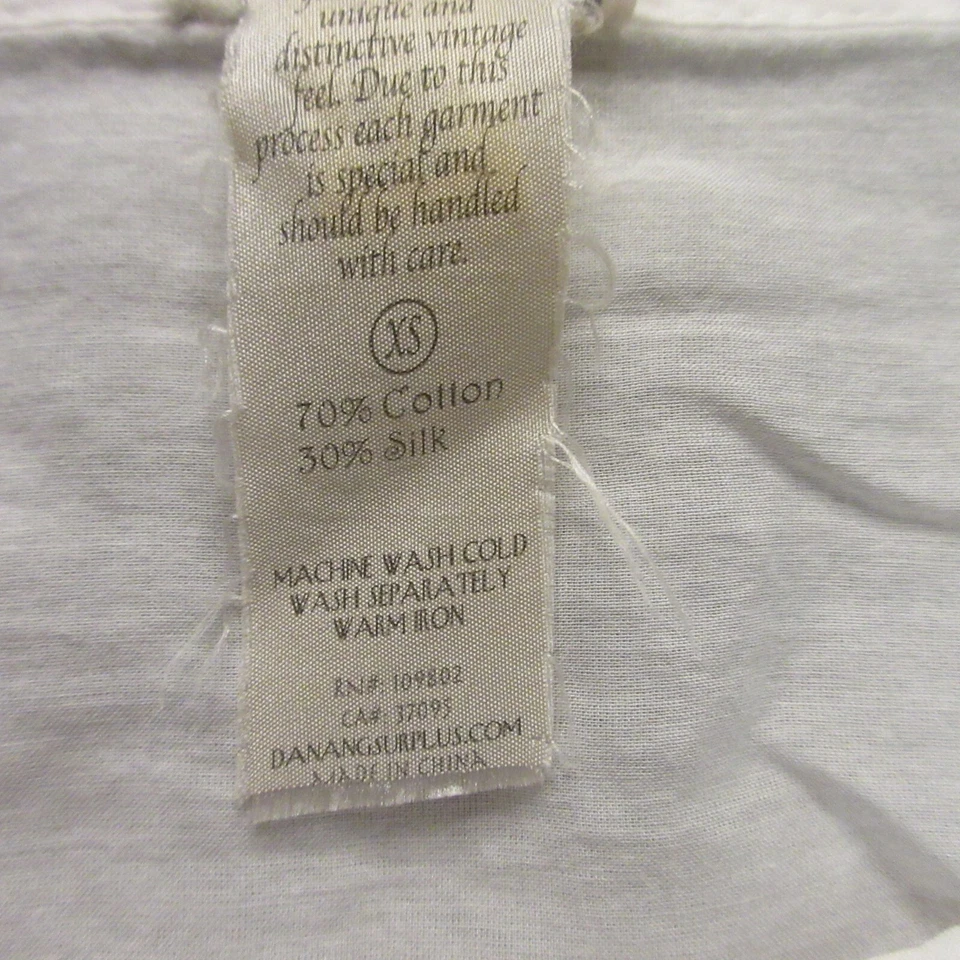 unique and
distinctive vintage
feel. Due to this
process each garment
is special and
should be handled
with care.
XS
70% Cotton
30% Silk
MACHINE WASH COLD
WASH SEPARATELY
WARM IRON
RN#: 109802
CA#: 37093
DANANGSURPLUS.COM
MADE IN CHINA